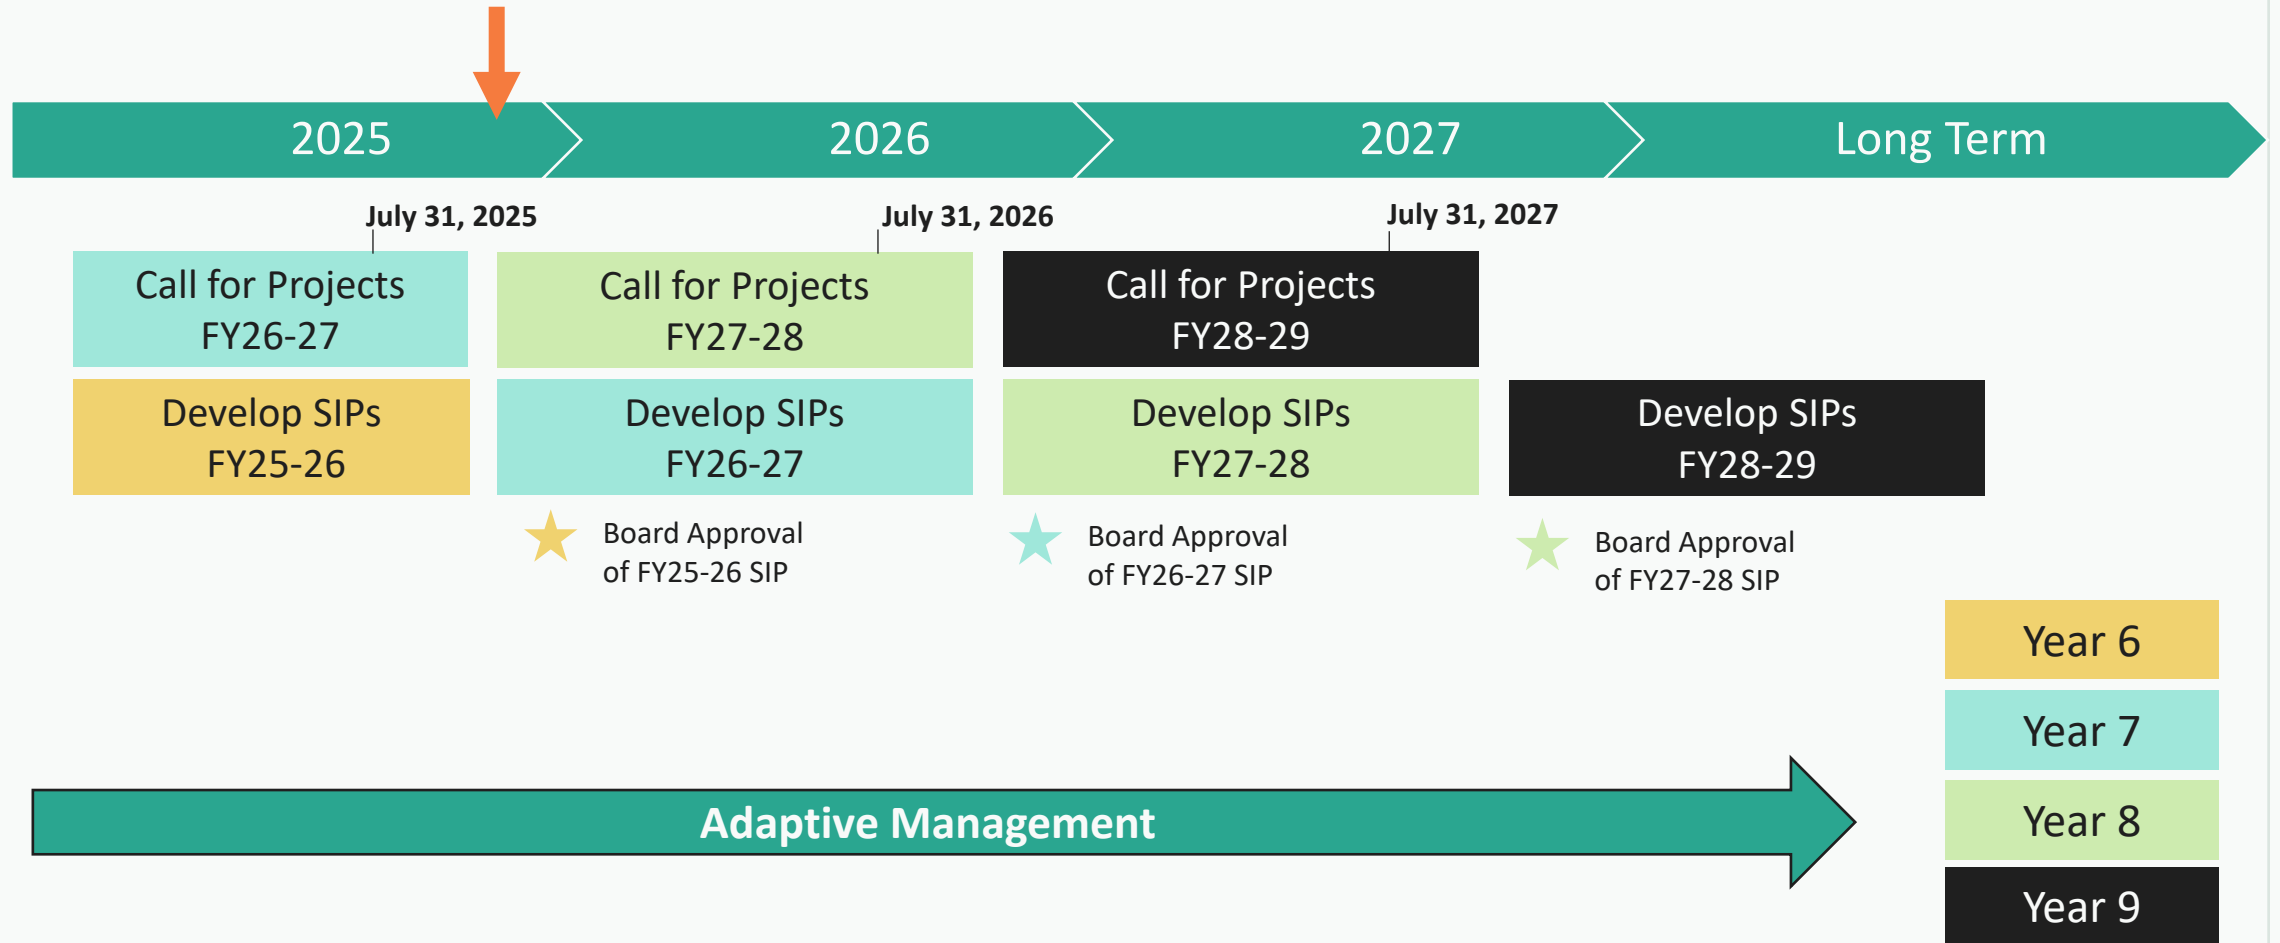 2025
2026
2027
Long Term
July 31, 2025
July 31, 2026
July 31, 2027
Call for Projects
FY26-27
Call for Projects
FY27-28
Call for Projects
FY28-29
Develop SIPs
FY25-26
Develop SIPs
FY26-27
Develop SIPs
FY27-28
Develop SIPs
FY28-29
Board Approval
of FY25-26 SIP
Board Approval
of FY26-27 SIP
Board Approval
of FY27-28 SIP
Year 6
Year 7
Year 8
Year 9
Adaptive Management